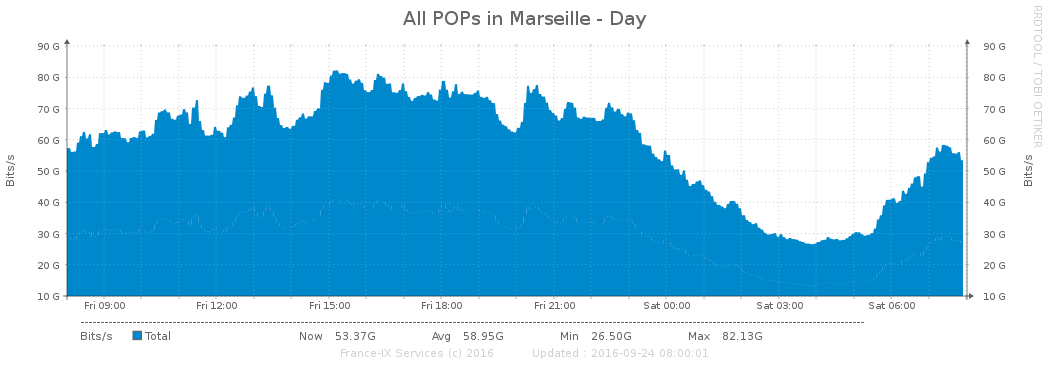 All POPs in Marseille - Day
RRDTOOL / TOBI OETIKER
90 G 90 G
80 G 80 G
70 G 70 G
60 G 60 G
50 G 50 G
40 G 40 G
30 G 30 G
20 G 20 G
10 G 10 G
Bits/s
Bits/s
Fri 09:00 Fri 12:00 Fri 15:00 Fri 18:00 Fri 21:00 Sat 00:00 Sat 03:00 Sat 06:00
Bits/s Total Now 53.37G Avg 58.95G Min 26.50G Max 82.13G
France-IX Services (c) 2016 Updated : 2016-09-24 08:00:01